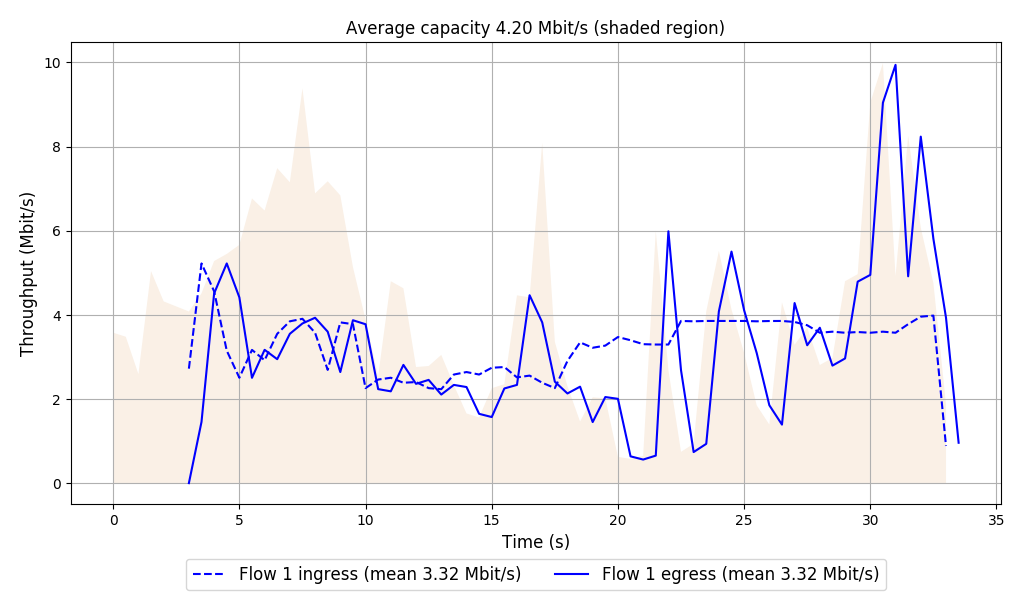 Average capacity 4.20 Mbit/s (shaded region)
Throughput (Mbit/s)
10
8
6
4
2
0
0 5 10 15 20 25 30 35
Time (s)
Flow 1 ingress (mean 3.32 Mbit/s) Flow 1 egress (mean 3.32 Mbit/s)